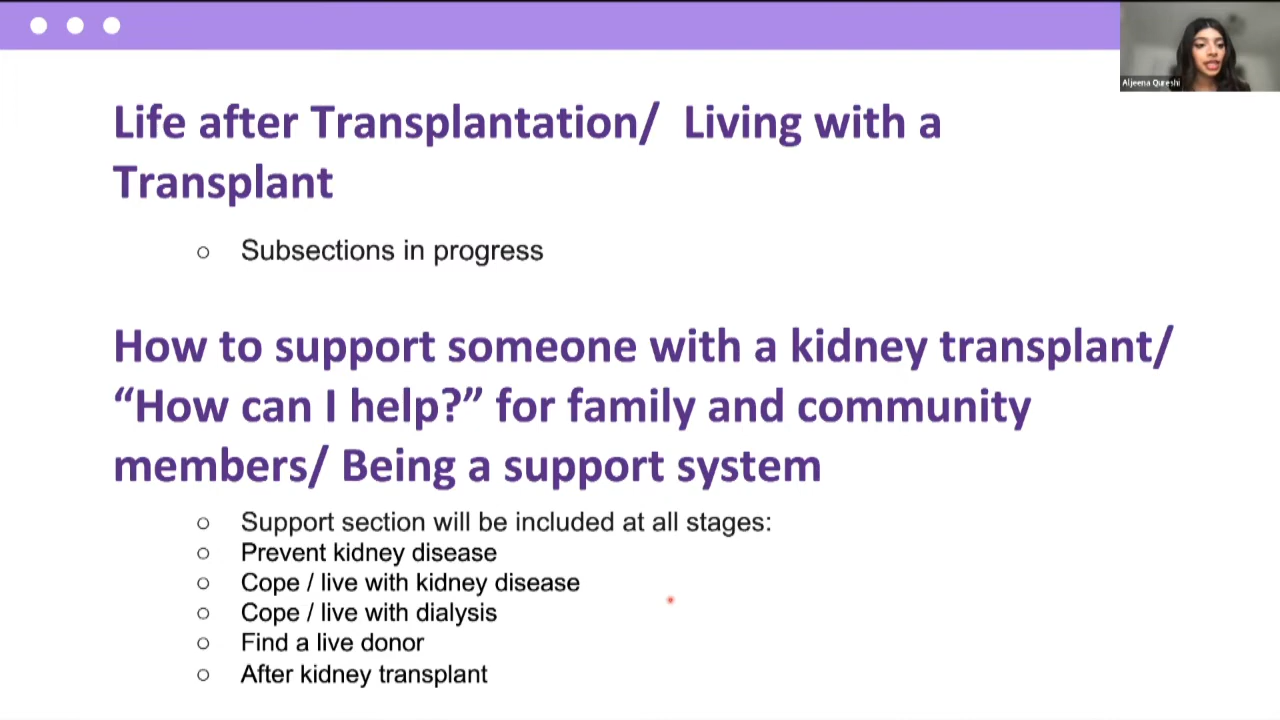 Aljeena Qureshi
Life after Transplantation/ Living with a
Transplant
○ Subsections in progress
How to support someone with a kidney transplant/
“How can I help?” for family and community
members/ Being a support system
○ Support section will be included at all stages:
○ Prevent kidney disease
○ Cope / live with kidney disease
○ Cope / live with dialysis
○ Find a live donor
○ After kidney transplant